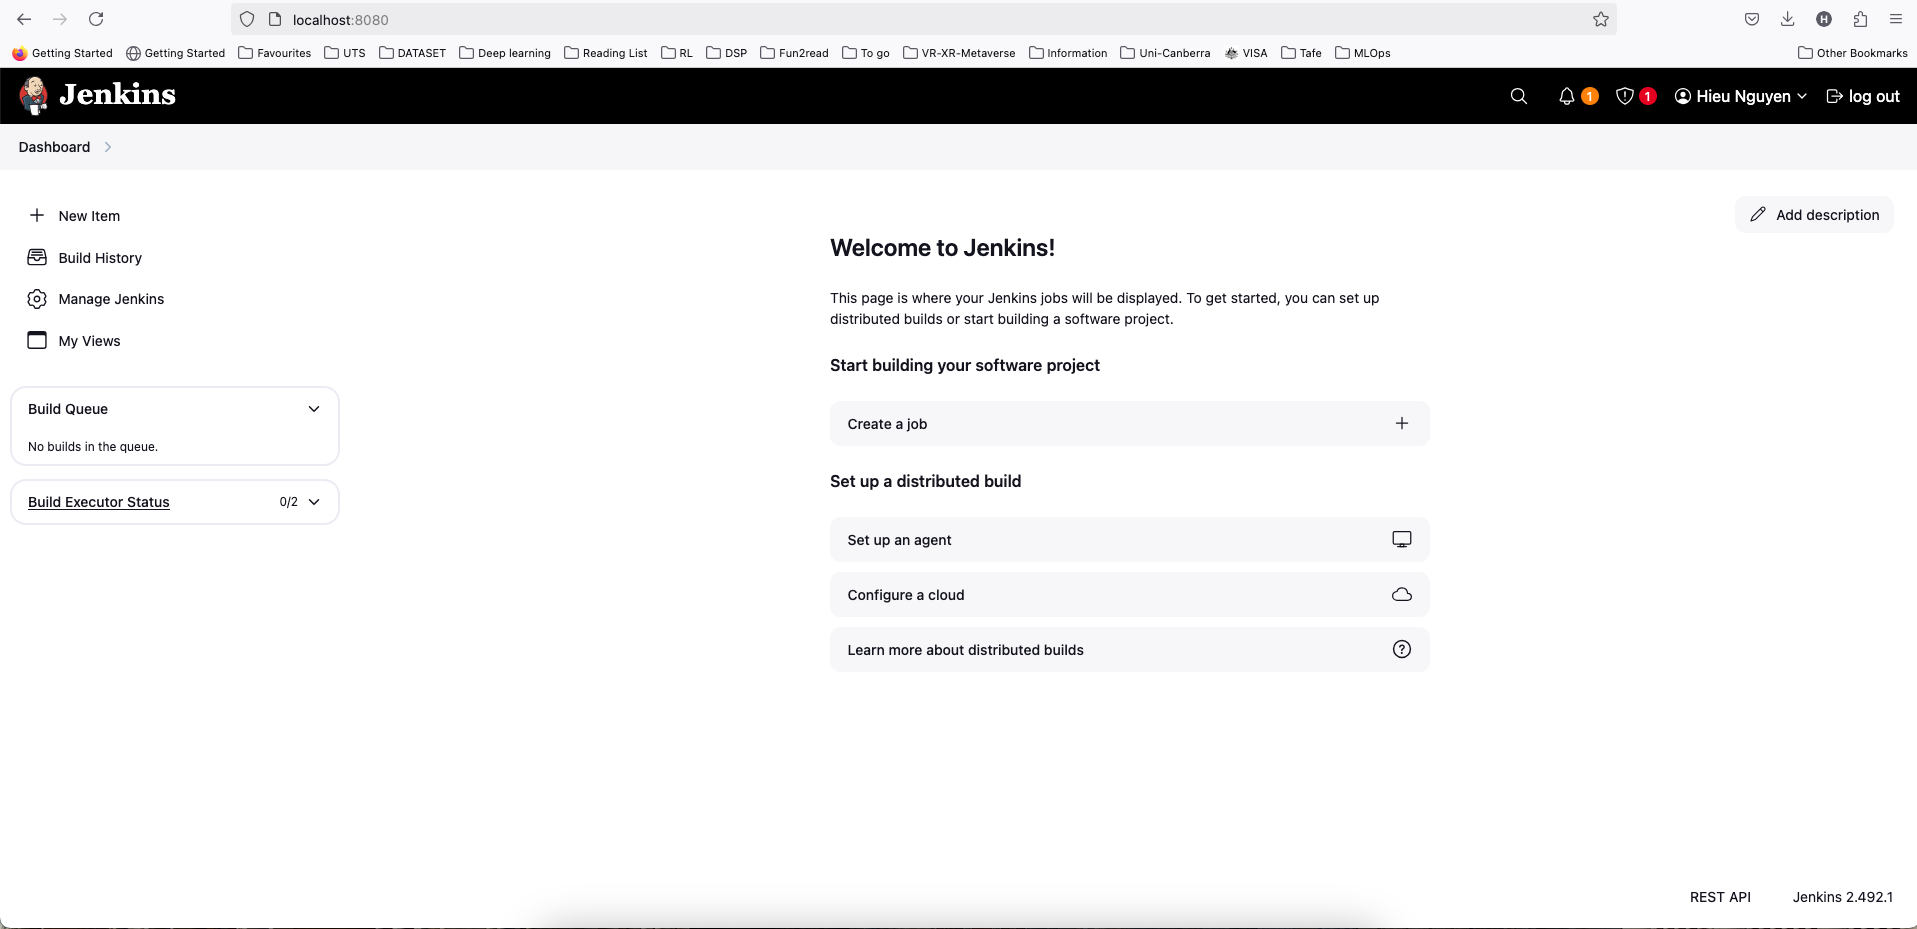 localhost:8080
Getting Started Getting Started Favourites UTS DATASET Deep learning Reading List RL DSP Fun2read To go VR-XR-Metaverse Information Uni-Canberra VISA Tafe MLOps Other Bookmarks
H
Jenkins 1 1 Hieu Nguyen log out
Dashboard
New Item
Build History
Manage Jenkins
My Views
Build Queue
No builds in the queue.
Build Executor Status 0/2
Add description
Welcome to Jenkins!
This page is where your Jenkins jobs will be displayed. To get started, you can set up
distributed builds or start building a software project.
Start building your software project
Create a job
Set up a distributed build
Set up an agent
Configure a cloud
Learn more about distributed builds
REST API Jenkins 2.492.1